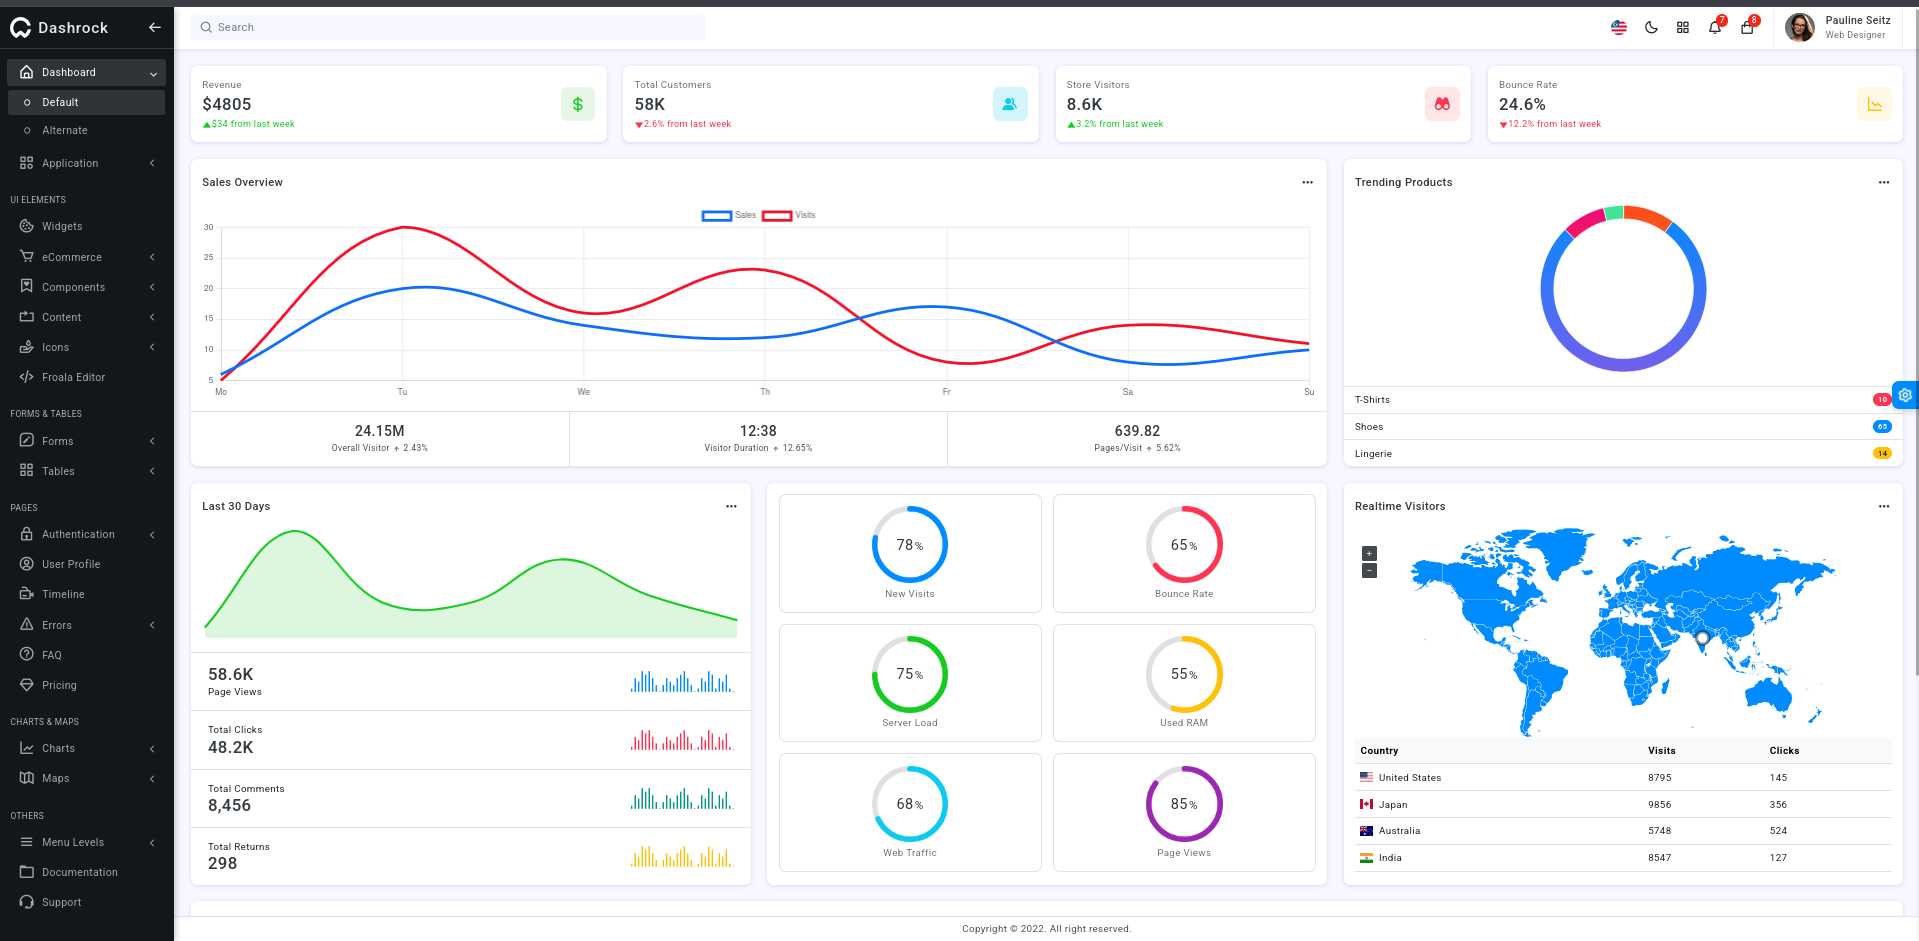 Dashrock
Search
7
8
Pauline Seitz
Web Designer
Dashboard
Default
Alternate
Application
UI ELEMENTS
Widgets
eCommerce
Components
Content
Icons
Froala Editor
FORMS & TABLES
Forms
Tables
PAGES
Authentication
User Profile
Timeline
Errors
FAQ
Pricing
CHARTS & MAPS
Charts
Maps
OTHERS
Menu Levels
Documentation
Support
Revenue
$4805
$34 from last week
$
Total Customers
58K
2.6% from last week
Store Visitors
8.6K
3.2% from last week
Bounce Rate
24.6%
12.2% from last week
Sales Overview
Sales Visits
30
25
20
15
10
5
Mo Tu We Th Fr Sa Su
24.15M
Overall Visitor ↑ 2.43%
12:38
Visitor Duration ↑ 12.65%
639.82
Pages/Visit ↑ 5.62%
Trending Products
T-Shirts 10
Shoes 65
Lingerie 14
Last 30 Days
58.6K
Page Views
Total Clicks
48.2K
Total Comments
8,456
Total Returns
298
78%
New Visits
65%
Bounce Rate
75%
Server Load
55%
Used RAM
68%
Web Traffic
85%
Page Views
Realtime Visitors
+
−
Country Visits Clicks
United States 8795 145
Japan 9856 356
Australia 5748 524
India 8547 127
Copyright © 2022. All right reserved.